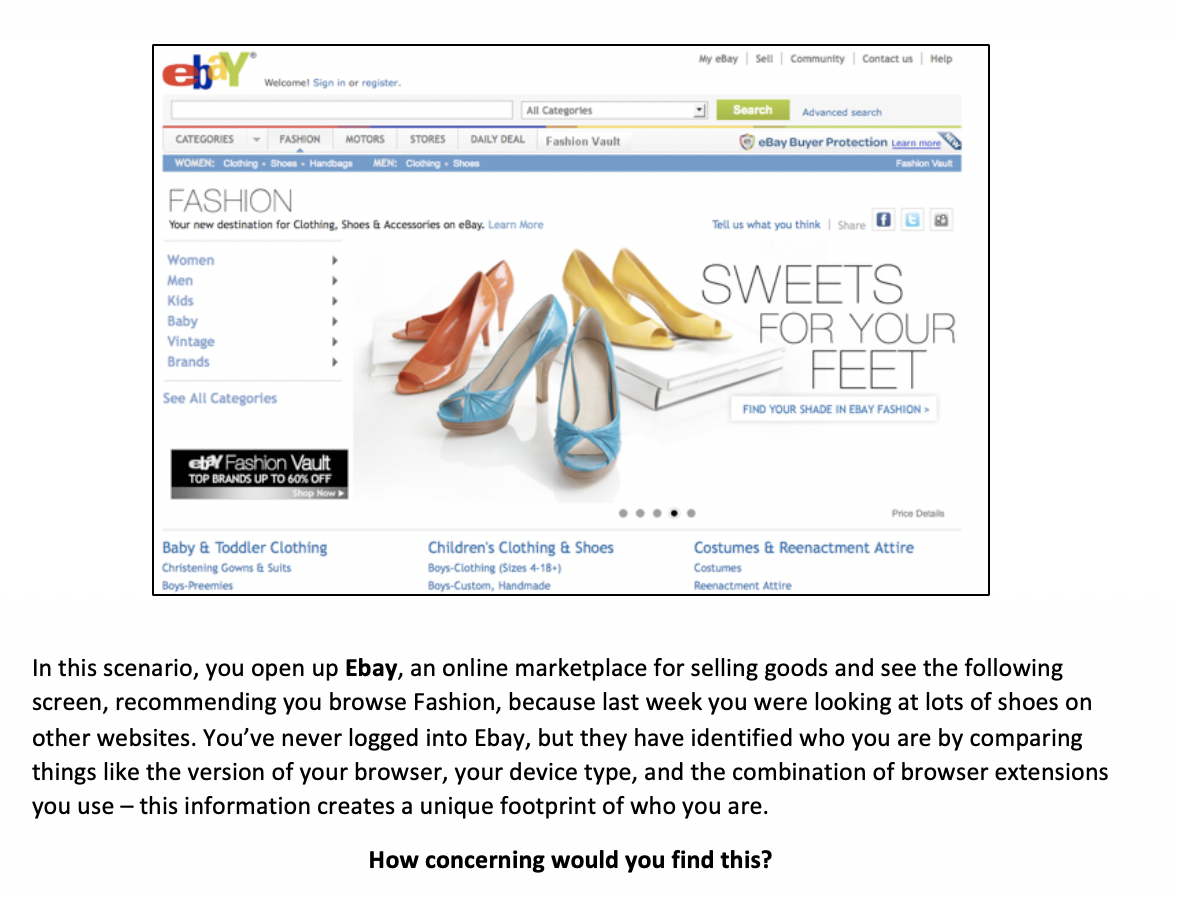 ebaY®
My eBay | Sell | Community | Contact us | Help
Welcome! Sign in or register.
All Categories
Search
Advanced search
CATEGORIES
FASHION
MOTORS
STORES
DAILY DEAL
Fashion Vault
eBay Buyer Protection Learn more
WOMEN: Clothing • Shoes • Handbags MEN: Clothing • Shoes
Fashion Vault
FASHION
Your new destination for Clothing, Shoes & Accessories on eBay. Learn More
Tell us what you think | Share
Women
Men
Kids
Baby
Vintage
Brands
See All Categories
SWEETS
FOR YOUR
FEET
FIND YOUR SHADE IN EBAY FASHION >
ebaY Fashion Vault
TOP BRANDS UP TO 60% OFF
Shop Now
Price Details
Baby & Toddler Clothing
Christening Gowns & Suits
Boys-Preemies
Children's Clothing & Shoes
Boys-Clothing (Sizes 4-18+)
Boys-Custom, Handmade
Costumes & Reenactment Attire
Costumes
Reenactment Attire
In this scenario, you open up Ebay, an online marketplace for selling goods and see the following
screen, recommending you browse Fashion, because last week you were looking at lots of shoes on
other websites. You’ve never logged into Ebay, but they have identified who you are by comparing
things like the version of your browser, your device type, and the combination of browser extensions
you use – this information creates a unique footprint of who you are.
How concerning would you find this?